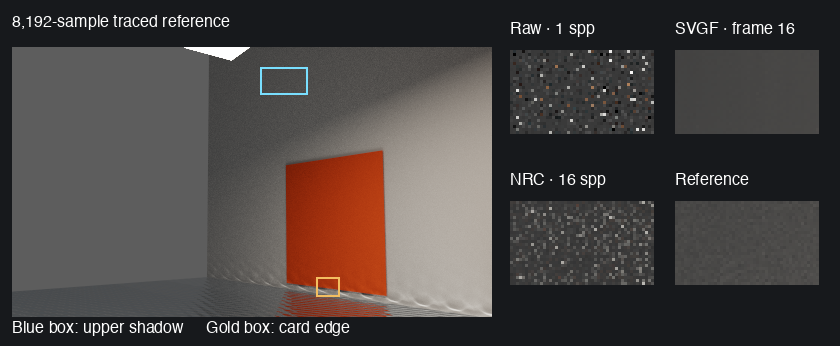 8,192-sample traced reference
Raw · 1 spp
SVGF · frame 16
NRC · 16 spp
Reference
Blue box: upper shadow
Gold box: card edge